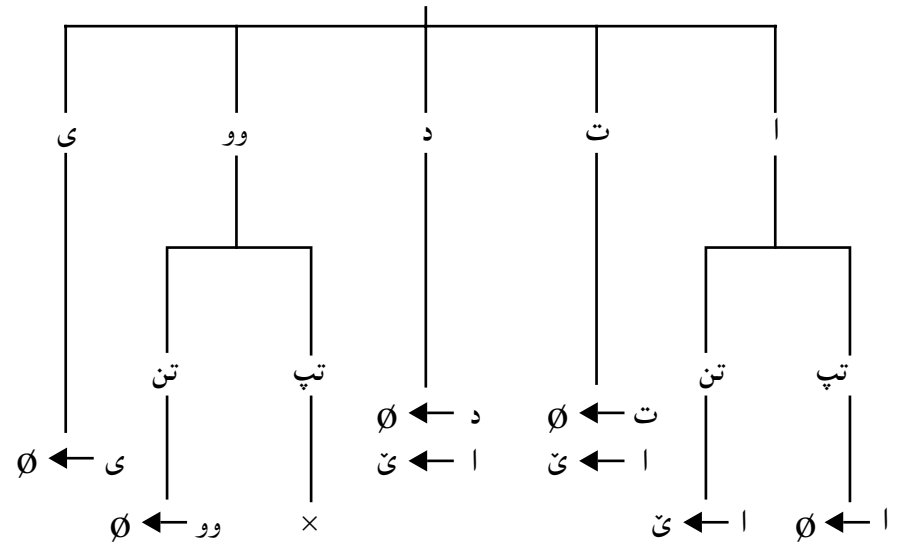 ا ت د وو ی
تپ تن تپ تن
ت ← Ø د ← Ø
ا ← ێ ا ← ێ ی ← Ø
ا ← Ø ا ← ێ × وو ← Ø